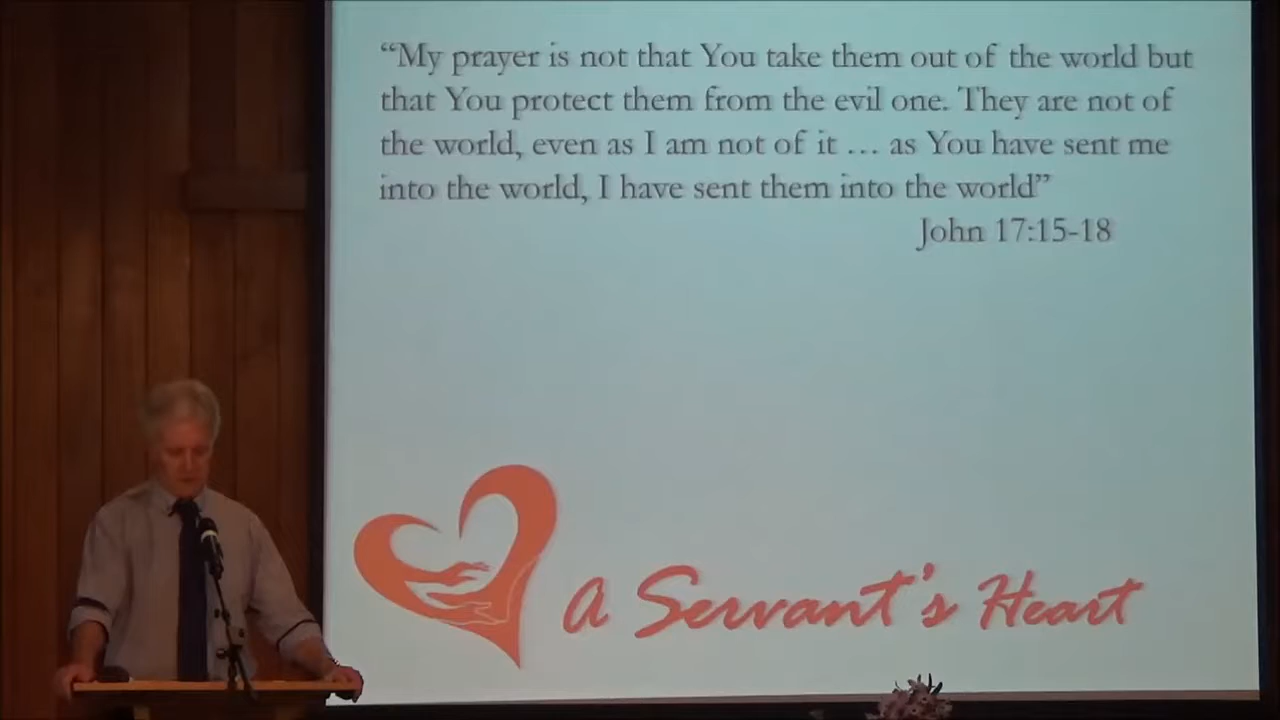 “My prayer is not that You take them out of the world but
that You protect them from the evil one. They are not of
the world, even as I am not of it … as You have sent me
into the world, I have sent them into the world”
John 17:15-18
A Servant’s Heart